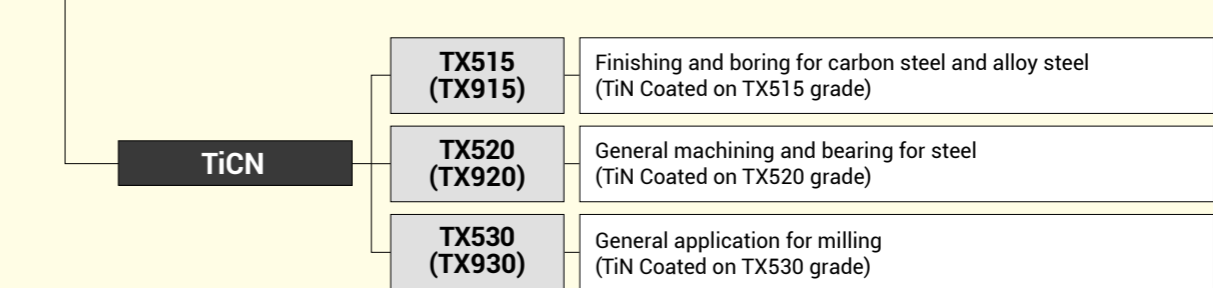 TX515
(TX915)
Finishing and boring for carbon steel and alloy steel
(TiN Coated on TX515 grade)
TiCN
TX520
(TX920)
General machining and bearing for steel
(TiN Coated on TX520 grade)
TX530
(TX930)
General application for milling
(TiN Coated on TX530 grade)